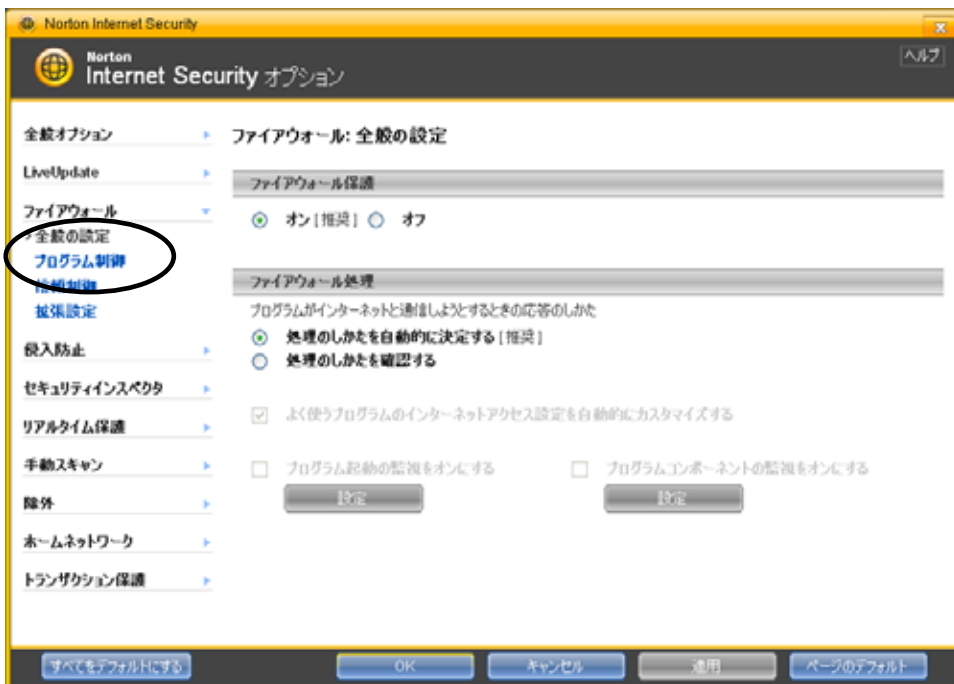 Norton Internet Security
Norton
Internet Security オプション
ヘルプ
全般オプション
LiveUpdate
ファイアウォール
全般の設定
プログラム制御
信頼制御
拡張設定
侵入防止
セキュリティインスペクタ
リアルタイム保護
手動スキャン
除外
ホームネットワーク
トランザクション保護
ファイアウォール: 全般の設定
ファイアウォール保護
オン [推奨] オフ
ファイアウォール処理
プログラムがインターネットと通信しようとするときの応答のしかた
処理のしかたを自動的に決定する [推奨]
処理のしかたを確認する
よく使うプログラムのインターネットアクセス設定を自動的にカスタマイズする
プログラム起動の監視をオンにする プログラムコンポーネントの監視をオンにする
設定 設定
すべてをデフォルトにする OK キャンセル 適用 ページのデフォルト